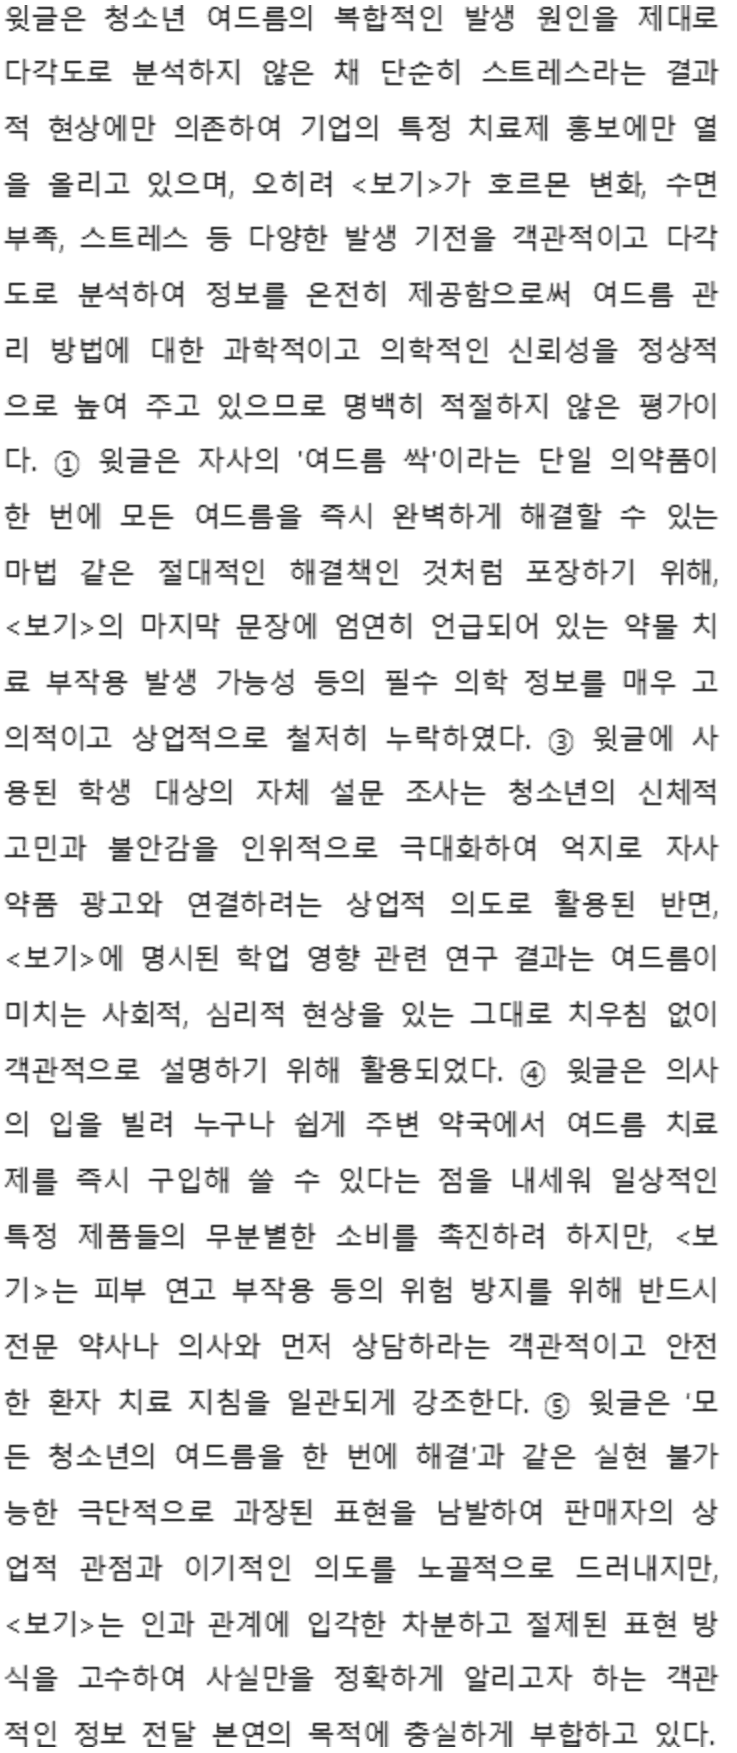 윗글은 청소년 여드름의 복합적인 발생 원인을 제대로
다각도로 분석하지 않은 채 단순히 스트레스라는 결과
적 현상에만 의존하여 기업의 특정 치료제 홍보에만 열
을 올리고 있으며, 오히려 <보기>가 호르몬 변화, 수면
부족, 스트레스 등 다양한 발생 기전을 객관적이고 다각
도로 분석하여 정보를 온전히 제공함으로써 여드름 관
리 방법에 대한 과학적이고 의학적인 신뢰성을 정상적
으로 높여 주고 있으므로 명백히 적절하지 않은 평가이
다. ① 윗글은 자사의 '여드름 싹'이라는 단일 의약품이
한 번에 모든 여드름을 즉시 완벽하게 해결할 수 있는
마법 같은 절대적인 해결책인 것처럼 포장하기 위해,
<보기>의 마지막 문장에 엄연히 언급되어 있는 약물 치
료 부작용 발생 가능성 등의 필수 의학 정보를 매우 고
의적이고 상업적으로 철저히 누락하였다. ③ 윗글에 사
용된 학생 대상의 자체 설문 조사는 청소년의 신체적
고민과 불안감을 인위적으로 극대화하여 억지로 자사
약품 광고와 연결하려는 상업적 의도로 활용된 반면,
<보기>에 명시된 학업 영향 관련 연구 결과는 여드름이
미치는 사회적, 심리적 현상을 있는 그대로 치우침 없이
객관적으로 설명하기 위해 활용되었다. ④ 윗글은 의사
의 입을 빌려 누구나 쉽게 주변 약국에서 여드름 치료
제를 즉시 구입해 쓸 수 있다는 점을 내세워 일상적인
특정 제품들의 무분별한 소비를 촉진하려 하지만, <보
기>는 피부 연고 부작용 등의 위험 방지를 위해 반드시
전문 약사나 의사와 먼저 상담하라는 객관적이고 안전
한 환자 치료 지침을 일관되게 강조한다. ⑤ 윗글은 '모
든 청소년의 여드름을 한 번에 해결'과 같은 실현 불가
능한 극단적으로 과장된 표현을 남발하여 판매자의 상
업적 관점과 이기적인 의도를 노골적으로 드러내지만,
<보기>는 인과 관계에 입각한 차분하고 절제된 표현 방
식을 고수하여 사실만을 정확하게 알리고자 하는 객관
적인 정보 전달 본연의 목적에 충실하게 부합하고 있다.